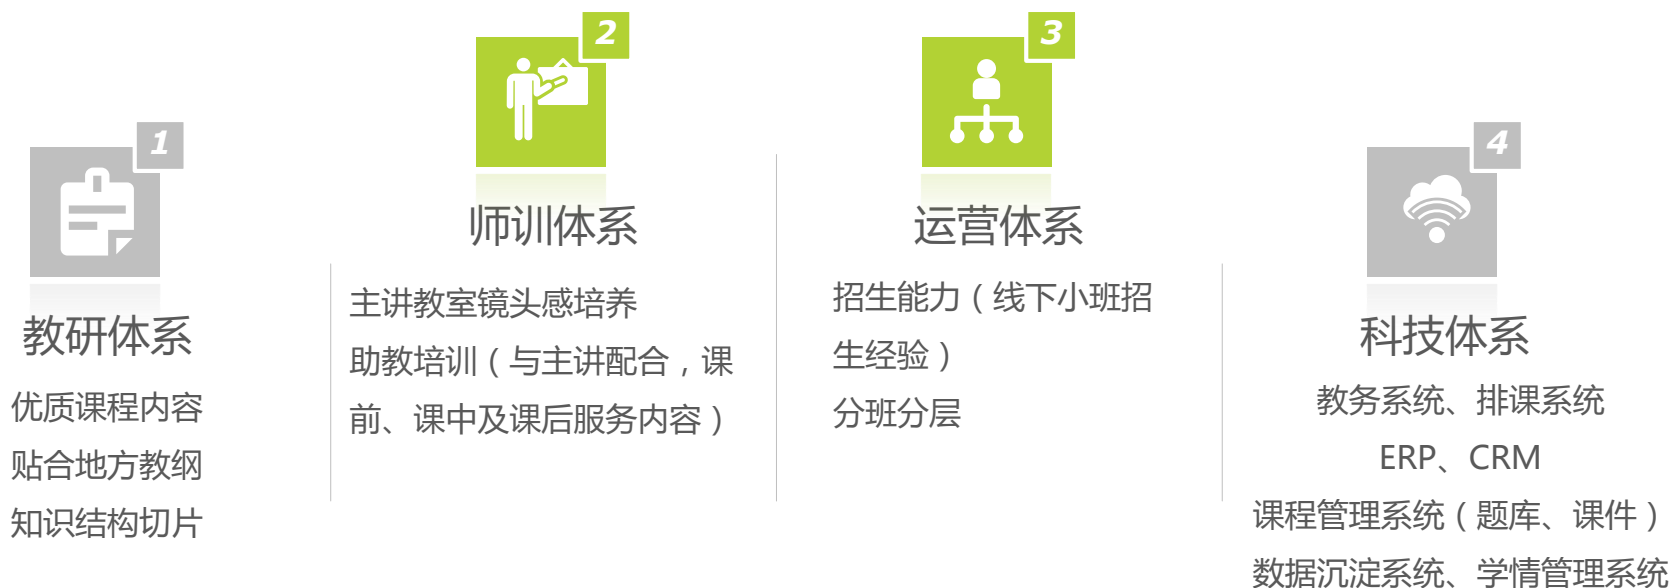 1
教研体系
优质课程内容
贴合地方教纲
知识结构切片
2
师训体系
主讲教室镜头感培养
助教培训（与主讲配合，课
前、课中及课后服务内容）
3
运营体系
招生能力（线下小班招
生经验）
分班分层
4
科技体系
教务系统、排课系统
ERP、CRM
课程管理系统（题库、课件）
数据沉淀系统、学情管理系统